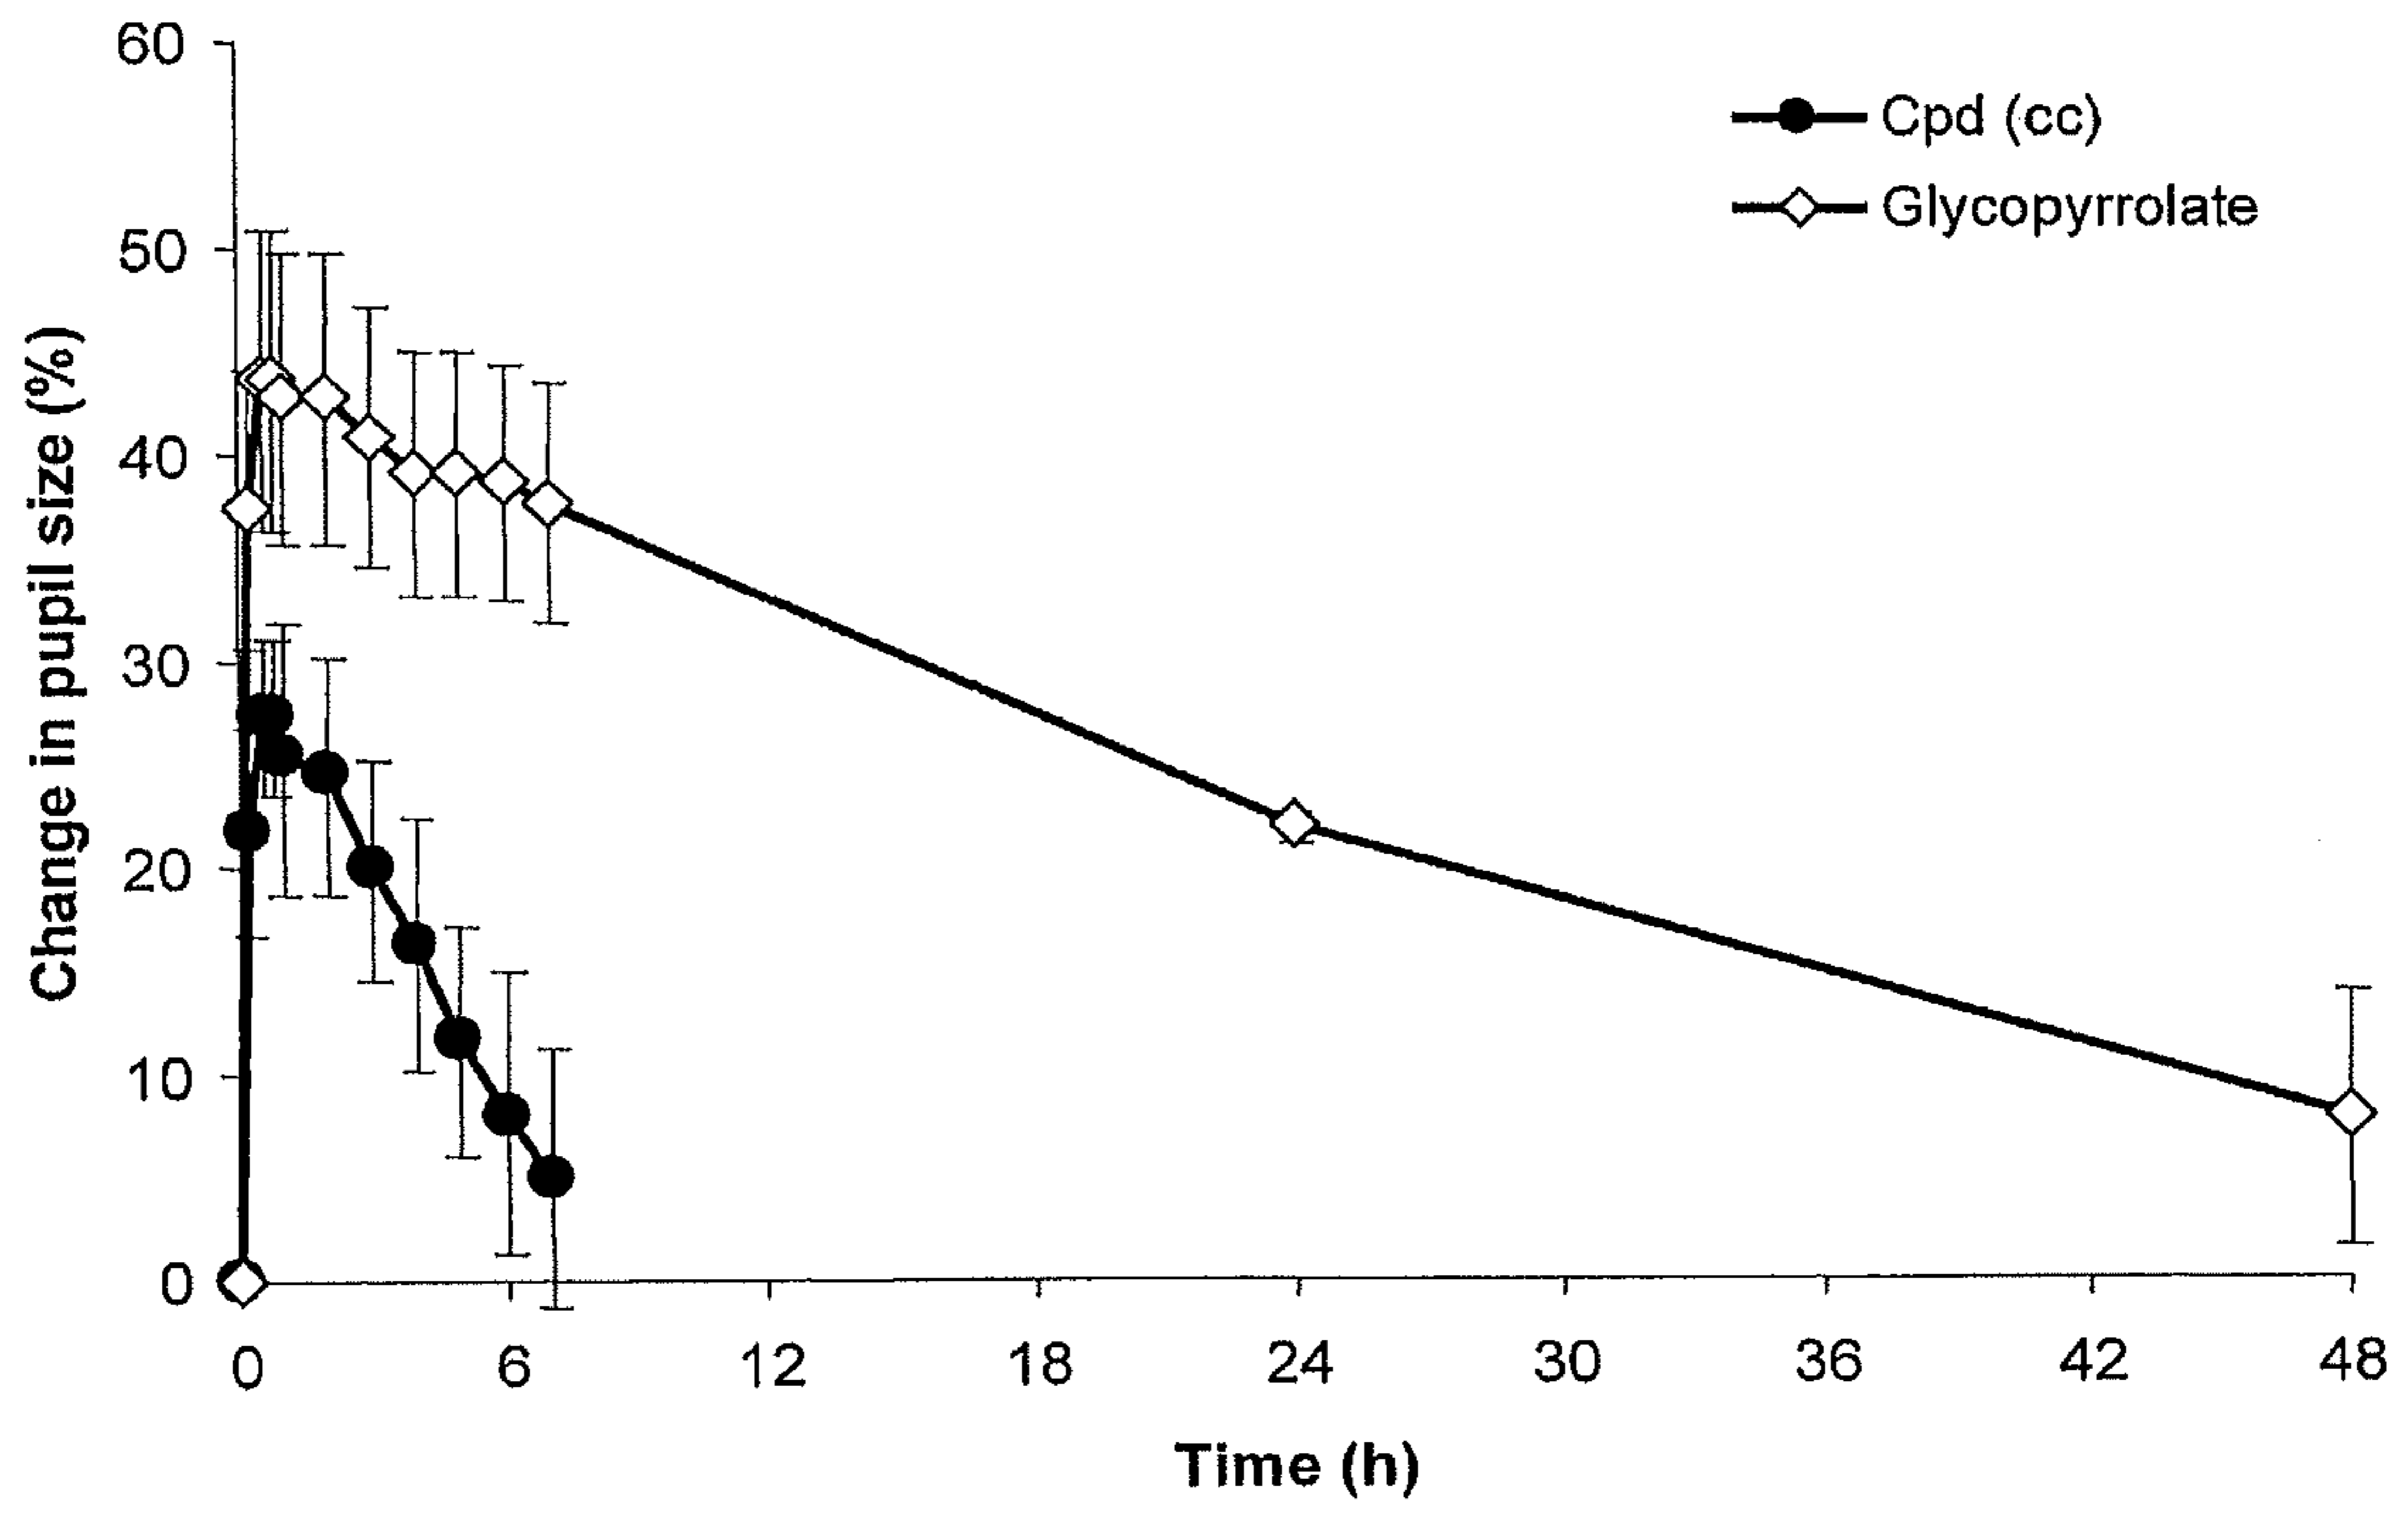 60
50
40
30
20
10
0
Change in pupil size (%)
Cpd (cc)
Glycopyrrolate
0 6 12 18 24 30 36 42 48
Time (h)